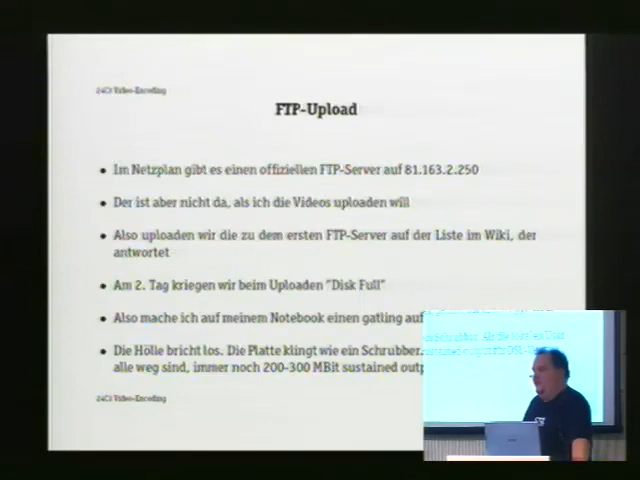 24C3 Video-Encoding
FTP-Upload
• Im Netzplan gibt es einen offiziellen FTP-Server auf 81.163.2.250
• Der ist aber nicht da, als ich die Videos uploaden will
• Also uploaden wir die zu dem ersten FTP-Server auf der Liste im Wiki, der
antwortet
• Am 2. Tag kriegen wir beim Uploaden "Disk Full"
• Also mache ich auf meinem Notebook einen gatling auf
• Die Hölle bricht los. Die Platte klingt wie ein Schrubber.
alle weg sind, immer noch 200-300 MBit sustained
24C3 Video-Encoding